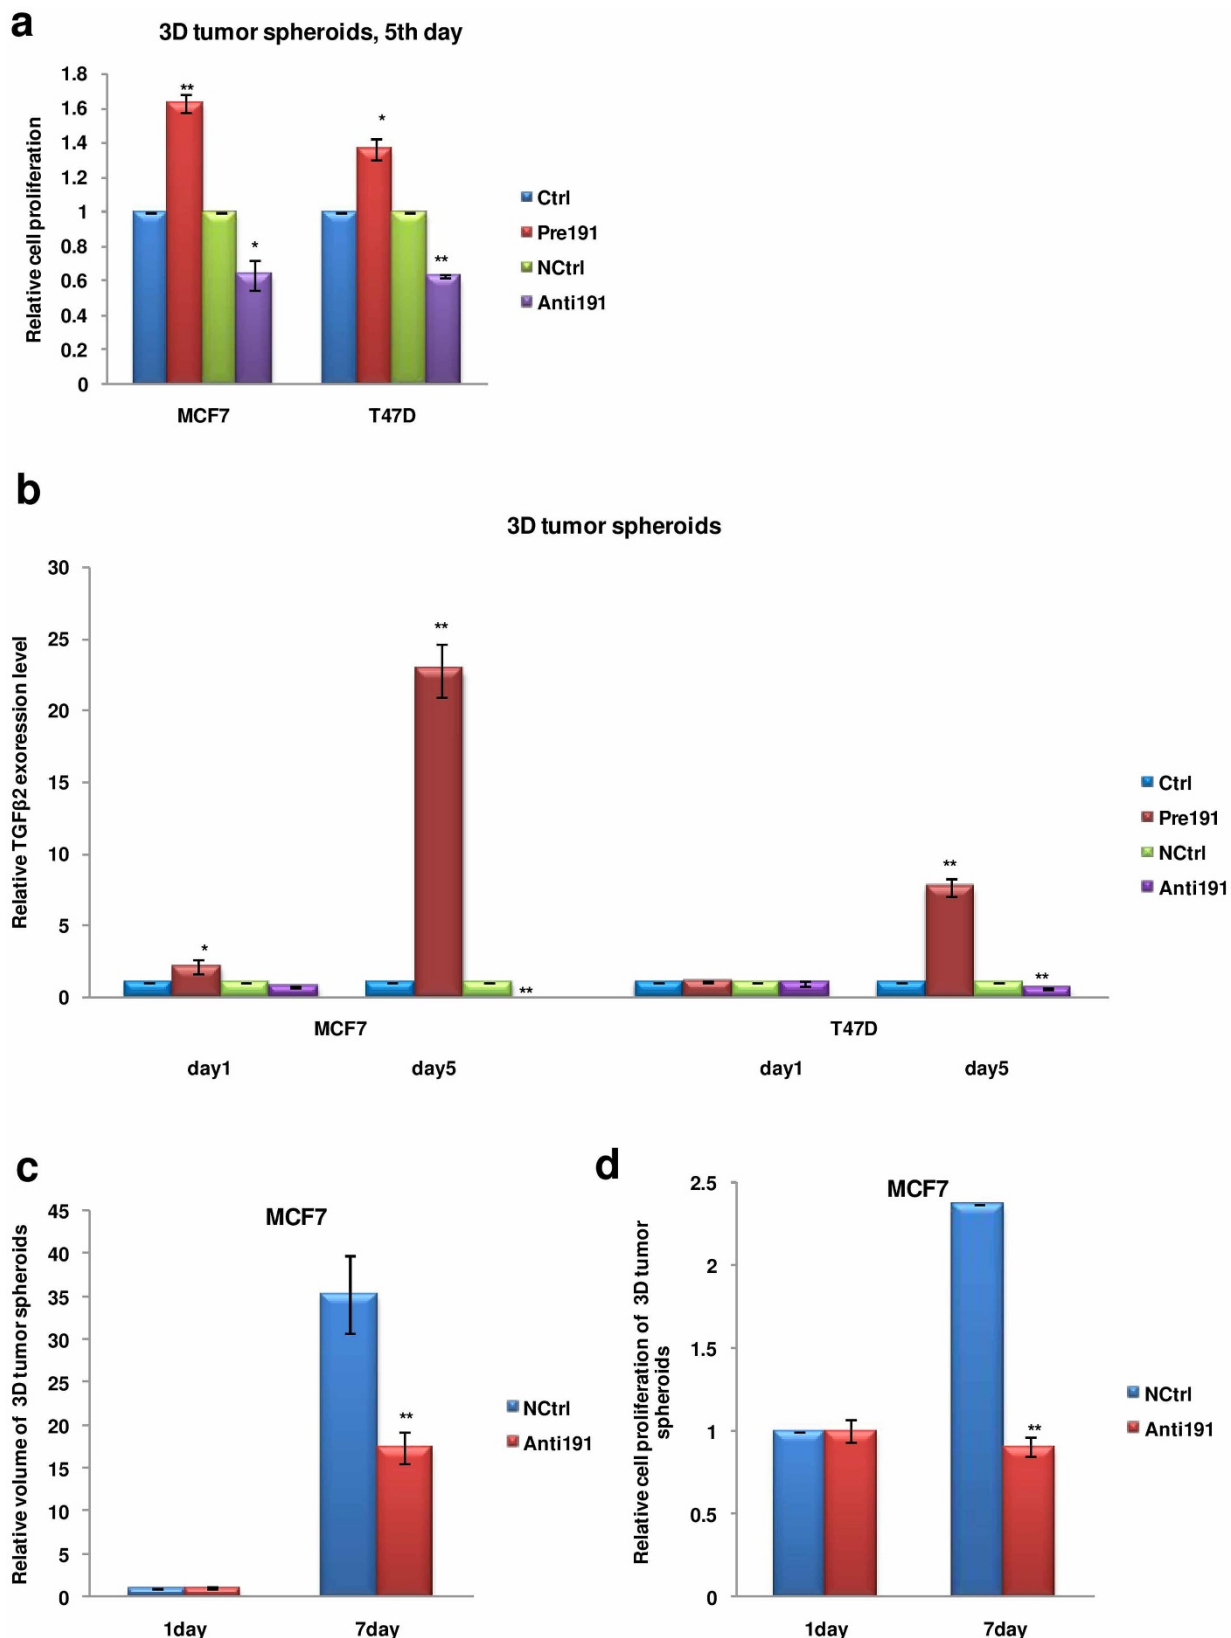 a
3D tumor spheroids, 5th day
1.8
1.6
1.4
1.2
1
0.8
0.6
0.4
0.2
0
Relative cell proliferation
**
*
*
**
MCF7
T47D
Ctrl
Pre191
NCtrl
Anti191
b
3D tumor spheroids
30
25
20
15
10
5
0
Relative TGFβ2 exoression level
*
**
**
**
**
MCF7
T47D
day1
day5
day1
day5
Ctrl
Pre191
NCtrl
Anti191
c
MCF7
45
40
35
30
25
20
15
10
5
0
Relative volume of 3D tumor spheroids
**
1day
7day
NCtrl
Anti191
d
MCF7
2.5
2
1.5
1
0.5
0
Relative cell proliferation of 3D tumor
spheroids
**
1day
7day
NCtrl
Anti191